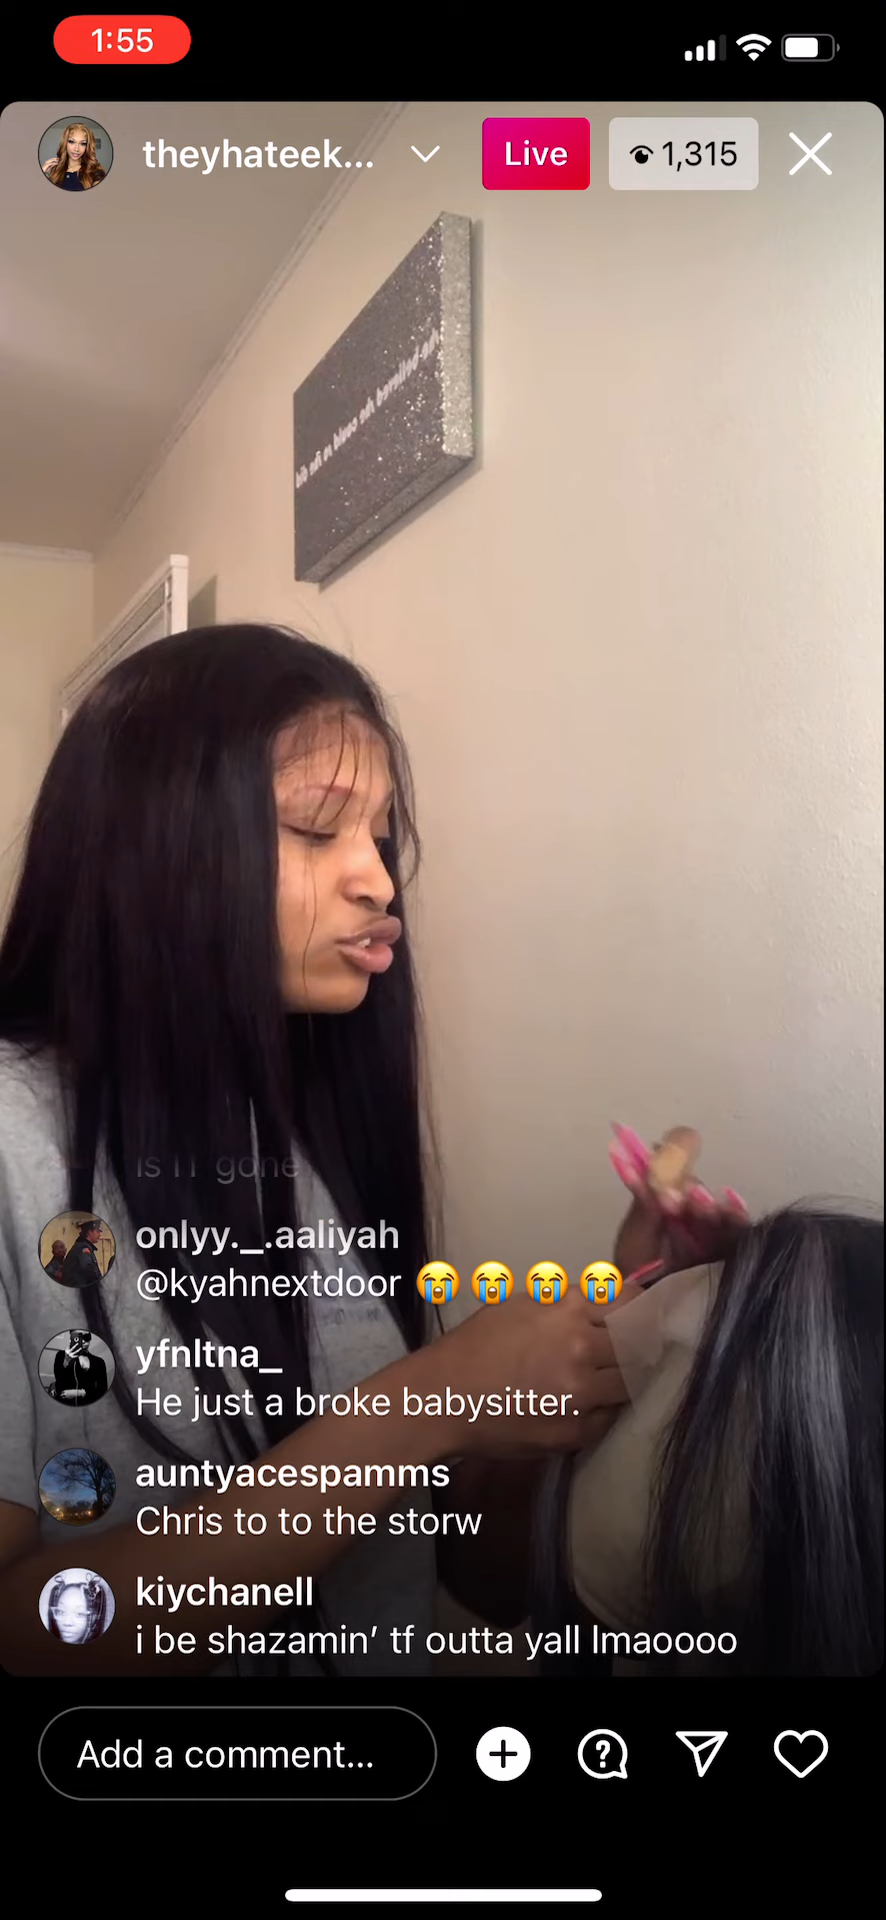 1:55
theyhateek...
Live
1,315
is IT gone
onlyy._.aaliyah
@kyahnextdoor 😭😭😭😭
yfnltna_
He just a broke babysitter.
auntyacespamms
Chris to to the storw
kiychanell
i be shazamin’ tf outta yall lmaoooo
Add a comment...